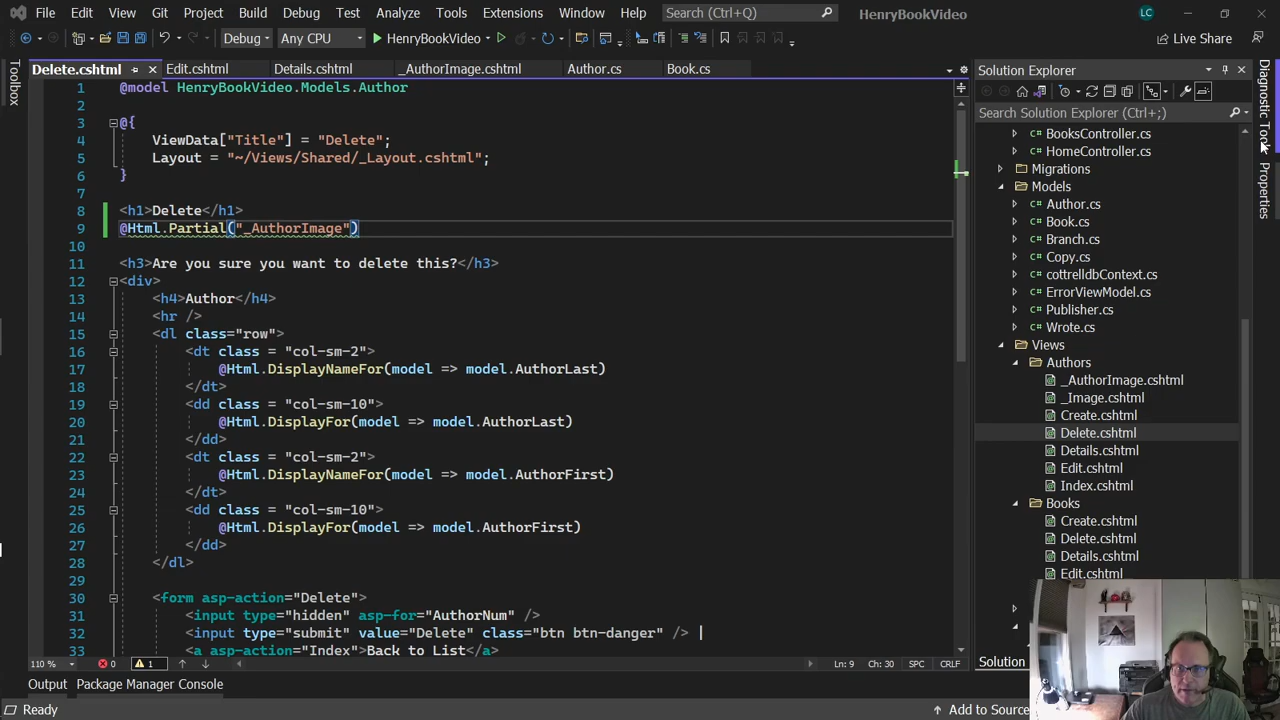 File Edit View Git Project Build Debug Test Analyze Tools Extensions Window Help Search (Ctrl+Q) HenryBookVideo LC
Debug Any CPU HenryBookVideo Live Share
Toolbox
Delete.cshtml Edit.cshtml Details.cshtml _AuthorImage.cshtml Author.cs Book.cs
1 @model HenryBookVideo.Models.Author
2
3 @{
4 ViewData["Title"] = "Delete";
5 Layout = "~/Views/Shared/_Layout.cshtml";
6 }
7
8 <h1>Delete</h1>
9 @Html.Partial("_AuthorImage")
10
11 <h3>Are you sure you want to delete this?</h3>
12 <div>
13 <h4>Author</h4>
14 <hr />
15 <dl class="row">
16 <dt class = "col-sm-2">
17 @Html.DisplayNameFor(model => model.AuthorLast)
18 </dt>
19 <dd class = "col-sm-10">
20 @Html.DisplayFor(model => model.AuthorLast)
21 </dd>
22 <dt class = "col-sm-2">
23 @Html.DisplayNameFor(model => model.AuthorFirst)
24 </dt>
25 <dd class = "col-sm-10">
26 @Html.DisplayFor(model => model.AuthorFirst)
27 </dd>
28 </dl>
29
30 <form asp-action="Delete">
31 <input type="hidden" asp-for="AuthorNum" />
32 <input type="submit" value="Delete" class="btn btn-danger" /> |
33 <a asp-action="Index">Back to List</a>
110 % 0 1 Ln: 9 Ch: 30 SPC CRLF
Output Package Manager Console
Ready Add to Source
Solution Explorer
Search Solution Explorer (Ctrl+;)
C# BooksController.cs
C# HomeController.cs
Migrations
Models
C# Author.cs
C# Book.cs
C# Branch.cs
C# Copy.cs
C# cottrelldbContext.cs
C# ErrorViewModel.cs
C# Publisher.cs
C# Wrote.cs
Views
Authors
_AuthorImage.cshtml
_Image.cshtml
Create.cshtml
Delete.cshtml
Details.cshtml
Edit.cshtml
Index.cshtml
Books
Create.cshtml
Delete.cshtml
Details.cshtml
Edit.cshtml
Solution
Diagnostic Tools
Properties